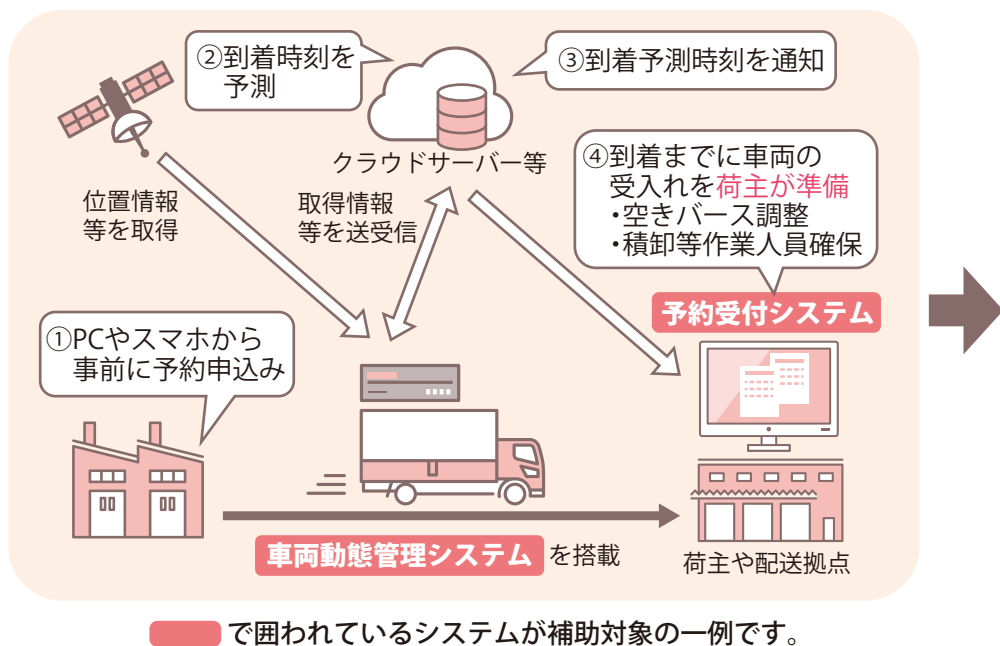 ②到着時刻を
予測
③到着予測時刻を通知
クラウドサーバー等
④到着までに車両の
受入れを荷主が準備
・空きバース調整
・積卸等作業人員確保
位置情報
等を取得
取得情報
等を送受信
予約受付システム
①PCやスマホから
事前に予約申込み
車両動態管理システム を搭載
荷主や配送拠点
で囲われているシステムが補助対象の一例です。